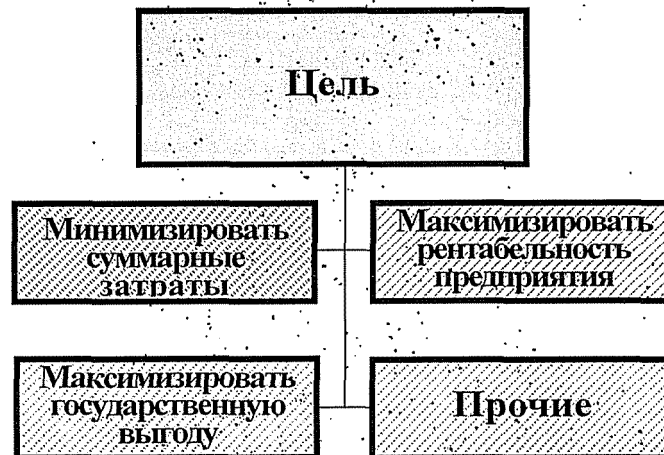 Цель
Минимизировать
суммарные
затраты
Максимизировать
рентабельность
предприятия
Максимизировать
государственную
выгоду
Прочие